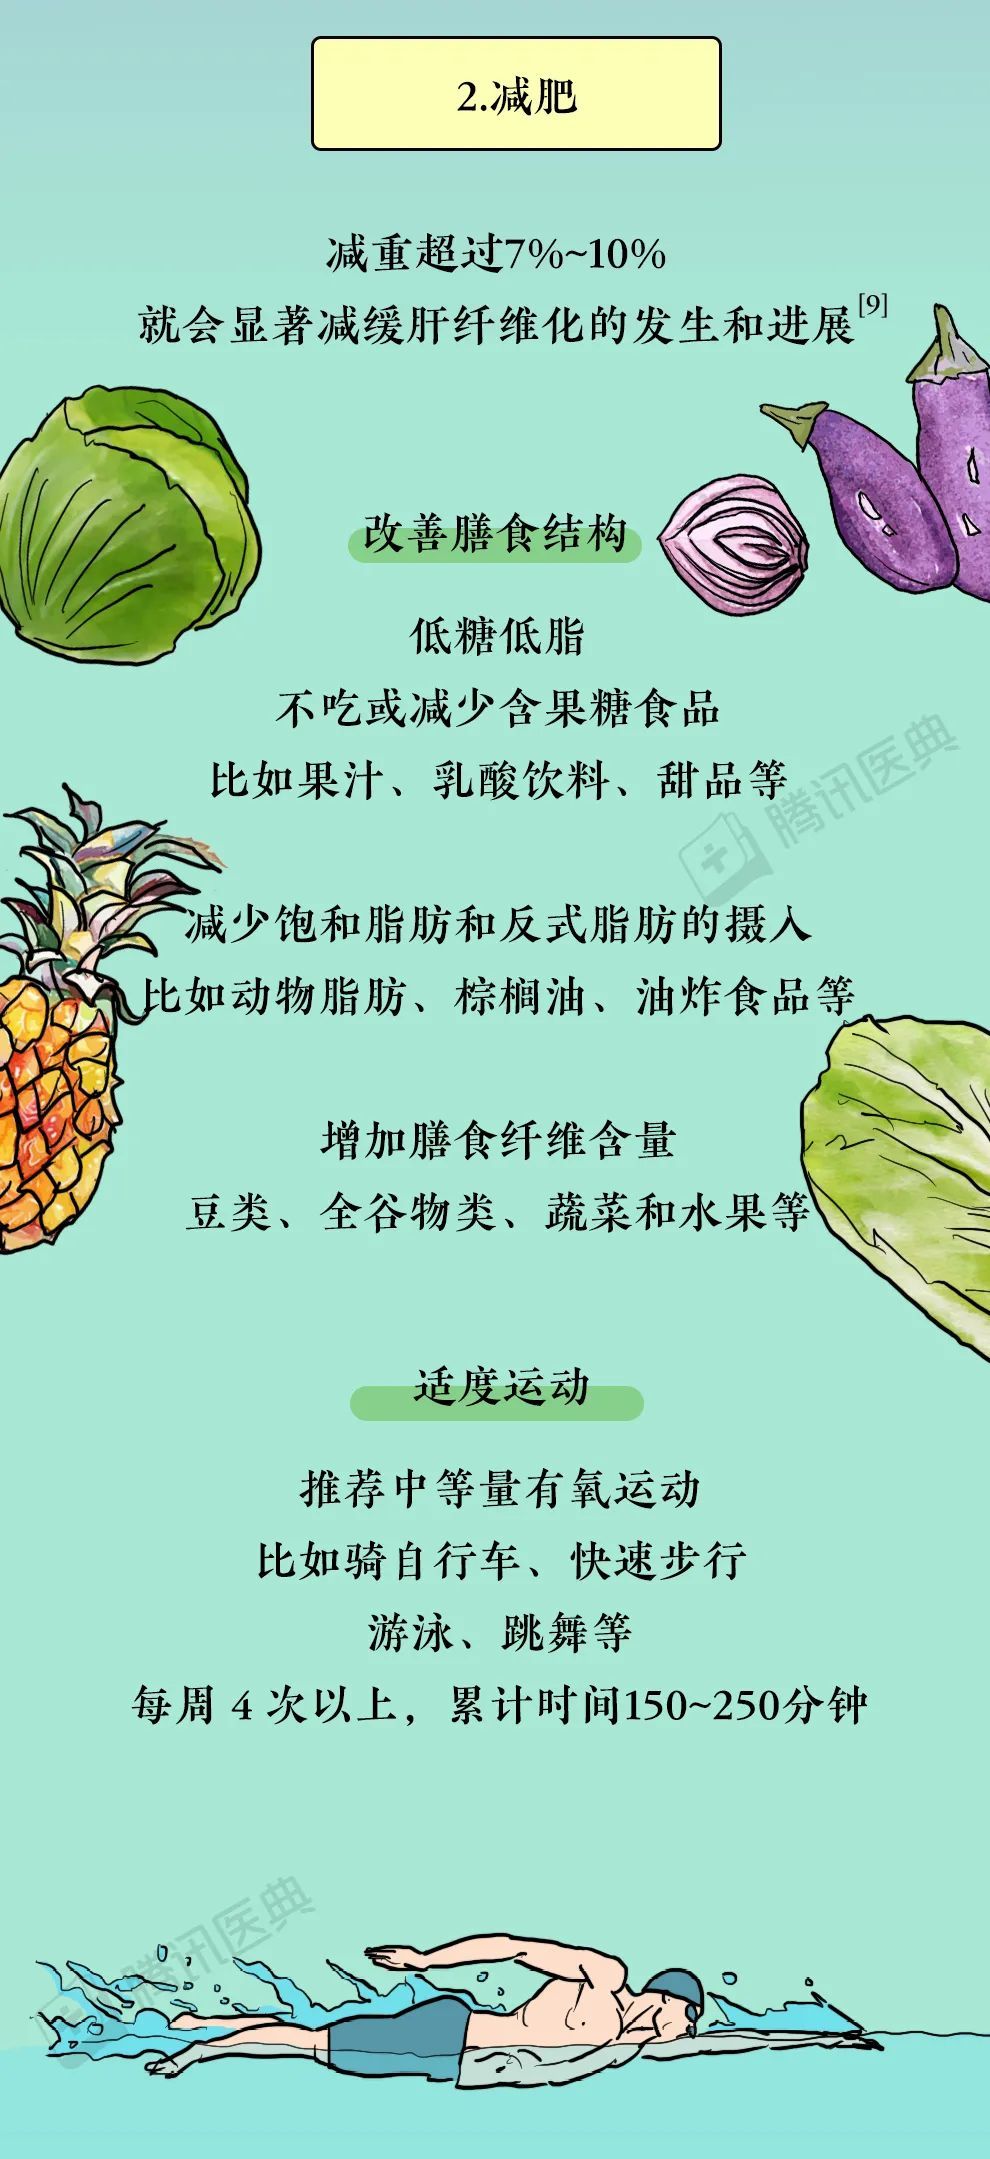 2.减肥
减重超过7%~10%
就会显著减缓肝纤维化的发生和进展[9]
改善膳食结构
低糖低脂
不吃或减少含果糖食品
比如果汁、乳酸饮料、甜品等
腾讯医典
减少饱和脂肪和反式脂肪的摄入
比如动物脂肪、棕榈油、油炸食品等
增加膳食纤维含量
豆类、全谷物类、蔬菜和水果等
适度运动
推荐中等量有氧运动
比如骑自行车、快速步行
游泳、跳舞等
每周 4 次以上，累计时间150~250分钟
腾讯医典